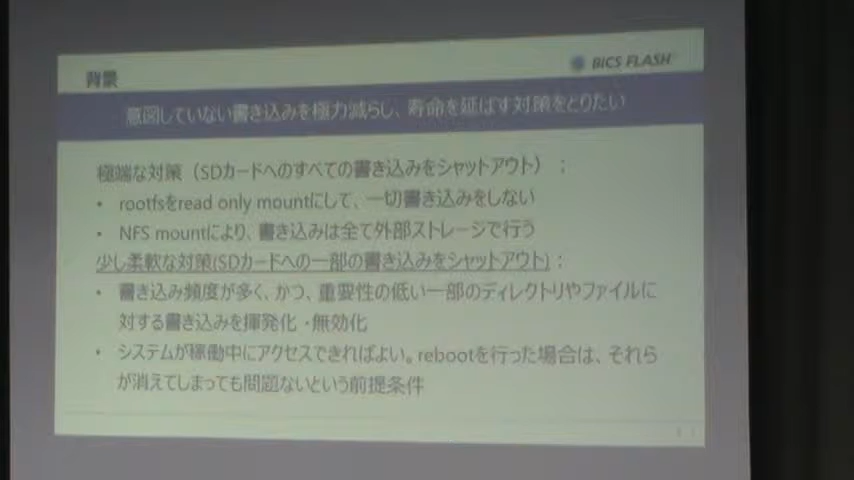 背景
BiCS FLASH
意図していない書き込みを極力減らし、寿命を延ばす対策をとりたい
極端な対策（SDカードへのすべての書き込みをシャットアウト）；
• rootfsをread only mountにして、一切書き込みをしない
• NFS mountにより、書き込みは全て外部ストレージで行う
少し柔軟な対策(SDカードへの一部の書き込みをシャットアウト)：
• 書き込み頻度が多く、かつ、重要性の低い一部のディレクトリやファイルに
対する書き込みを揮発化・無効化
• システムが稼働中にアクセスできればよい。rebootを行った場合は、それら
が消えてしまっても問題ないという前提条件